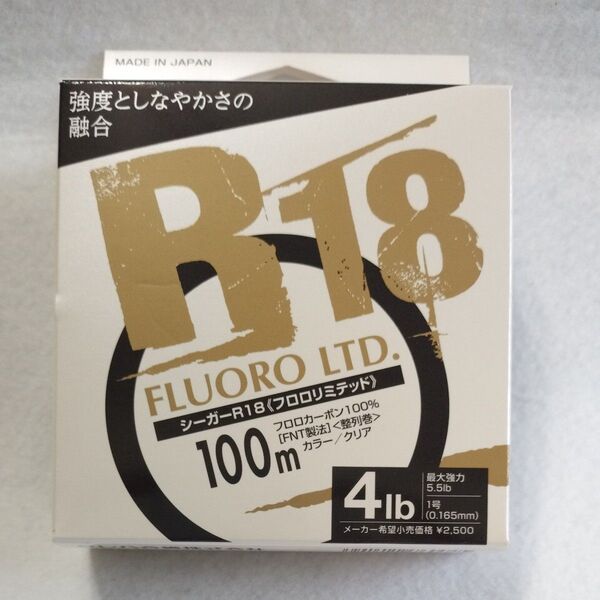 MADE IN JAPAN
強度としなやかさの
融合
R18
FLUORO LTD.
シーガーR18《フロロリミテッド》
100m
フロロカーボン100%
[FNT製法]<整列巻>
カラー/クリア
4lb
最大強力
5.5lb
1号
(0.165mm)
メーカー希望小売価格 ¥2,500